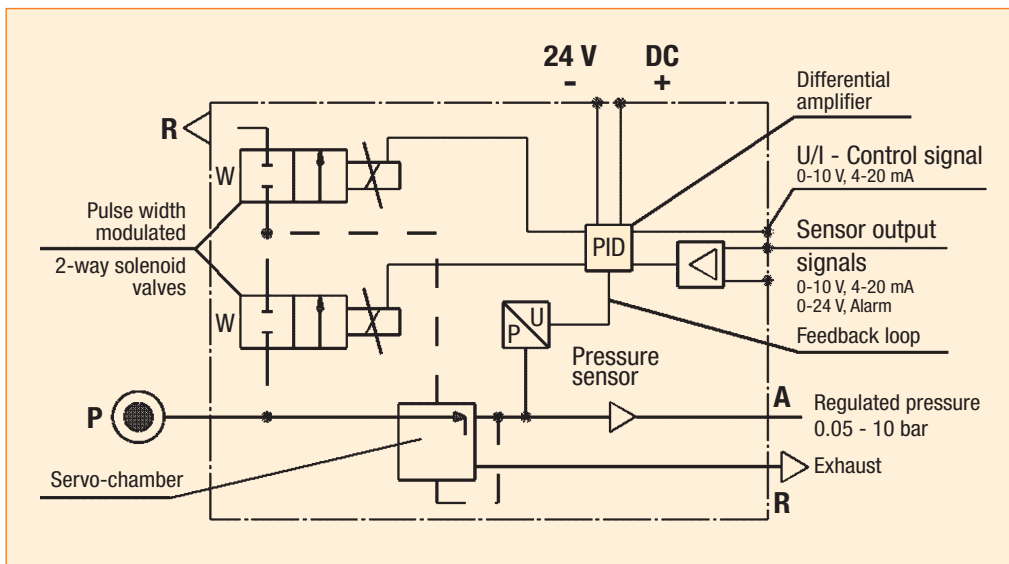 24 V DC
- +
Differential
amplifier
R
U/I - Control signal
0-10 V, 4-20 mA
W
Pulse width
modulated
2-way solenoid
valves
PID
Sensor output
signals
0-10 V, 4-20 mA
0-24 V, Alarm
W
P U
Feedback loop
Pressure
sensor
P
A
Regulated pressure
0.05 - 10 bar
Servo-chamber
Exhaust
R